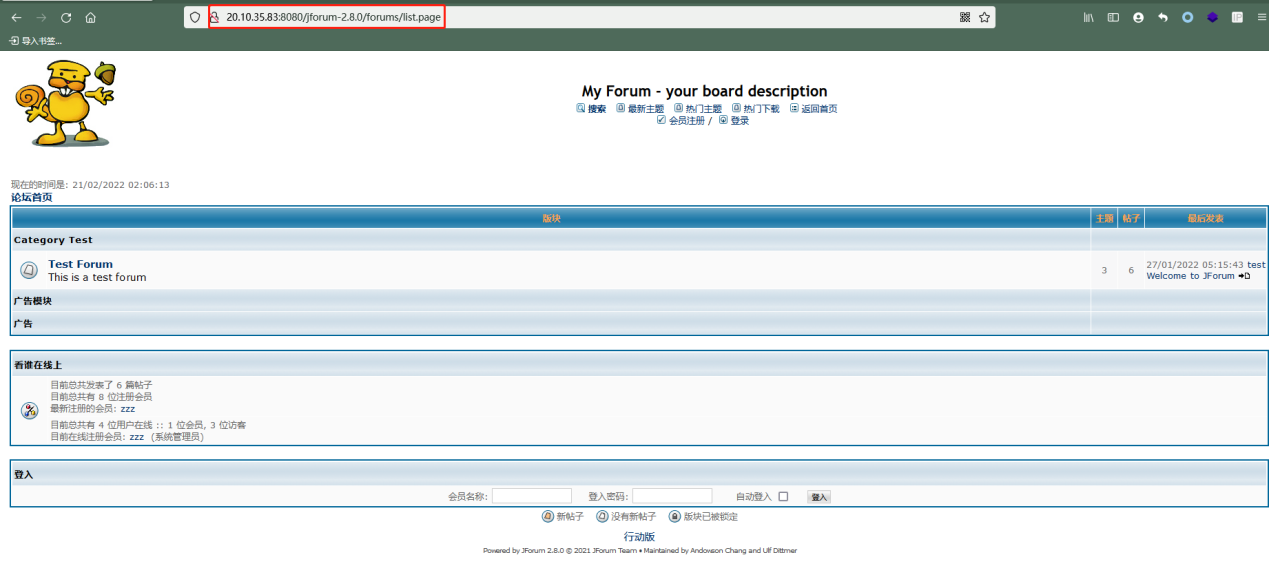 20.10.35.83:8080/jforum-2.8.0/forums/list.page
导入书签...
My Forum - your board description
搜索 最新主题 热门主题 热门下载 返回首页
会员注册 / 登录
现在的时间是: 21/02/2022 02:06:13
论坛首页
版块 主题 帖子 最后发表
Category Test
Test Forum
This is a test forum
3 6
27/01/2022 05:15:43 test
Welcome to JForum
广告模块
广告
看谁在线上
目前总共发表了 6 篇帖子
目前总共有 8 位注册会员
最新注册的会员: zzz
目前总共有 4 位用户在线 :: 1 位会员, 3 位访客
目前在线注册会员: zzz (系统管理员)
登入
会员名称: 登入密码: 自动登入 登入
新帖子 没有新帖子 版块已被锁定
行动版
Powered by JForum 2.8.0 © 2021 JForum Team • Maintained by Andowson Chang and Ulf Dittmer